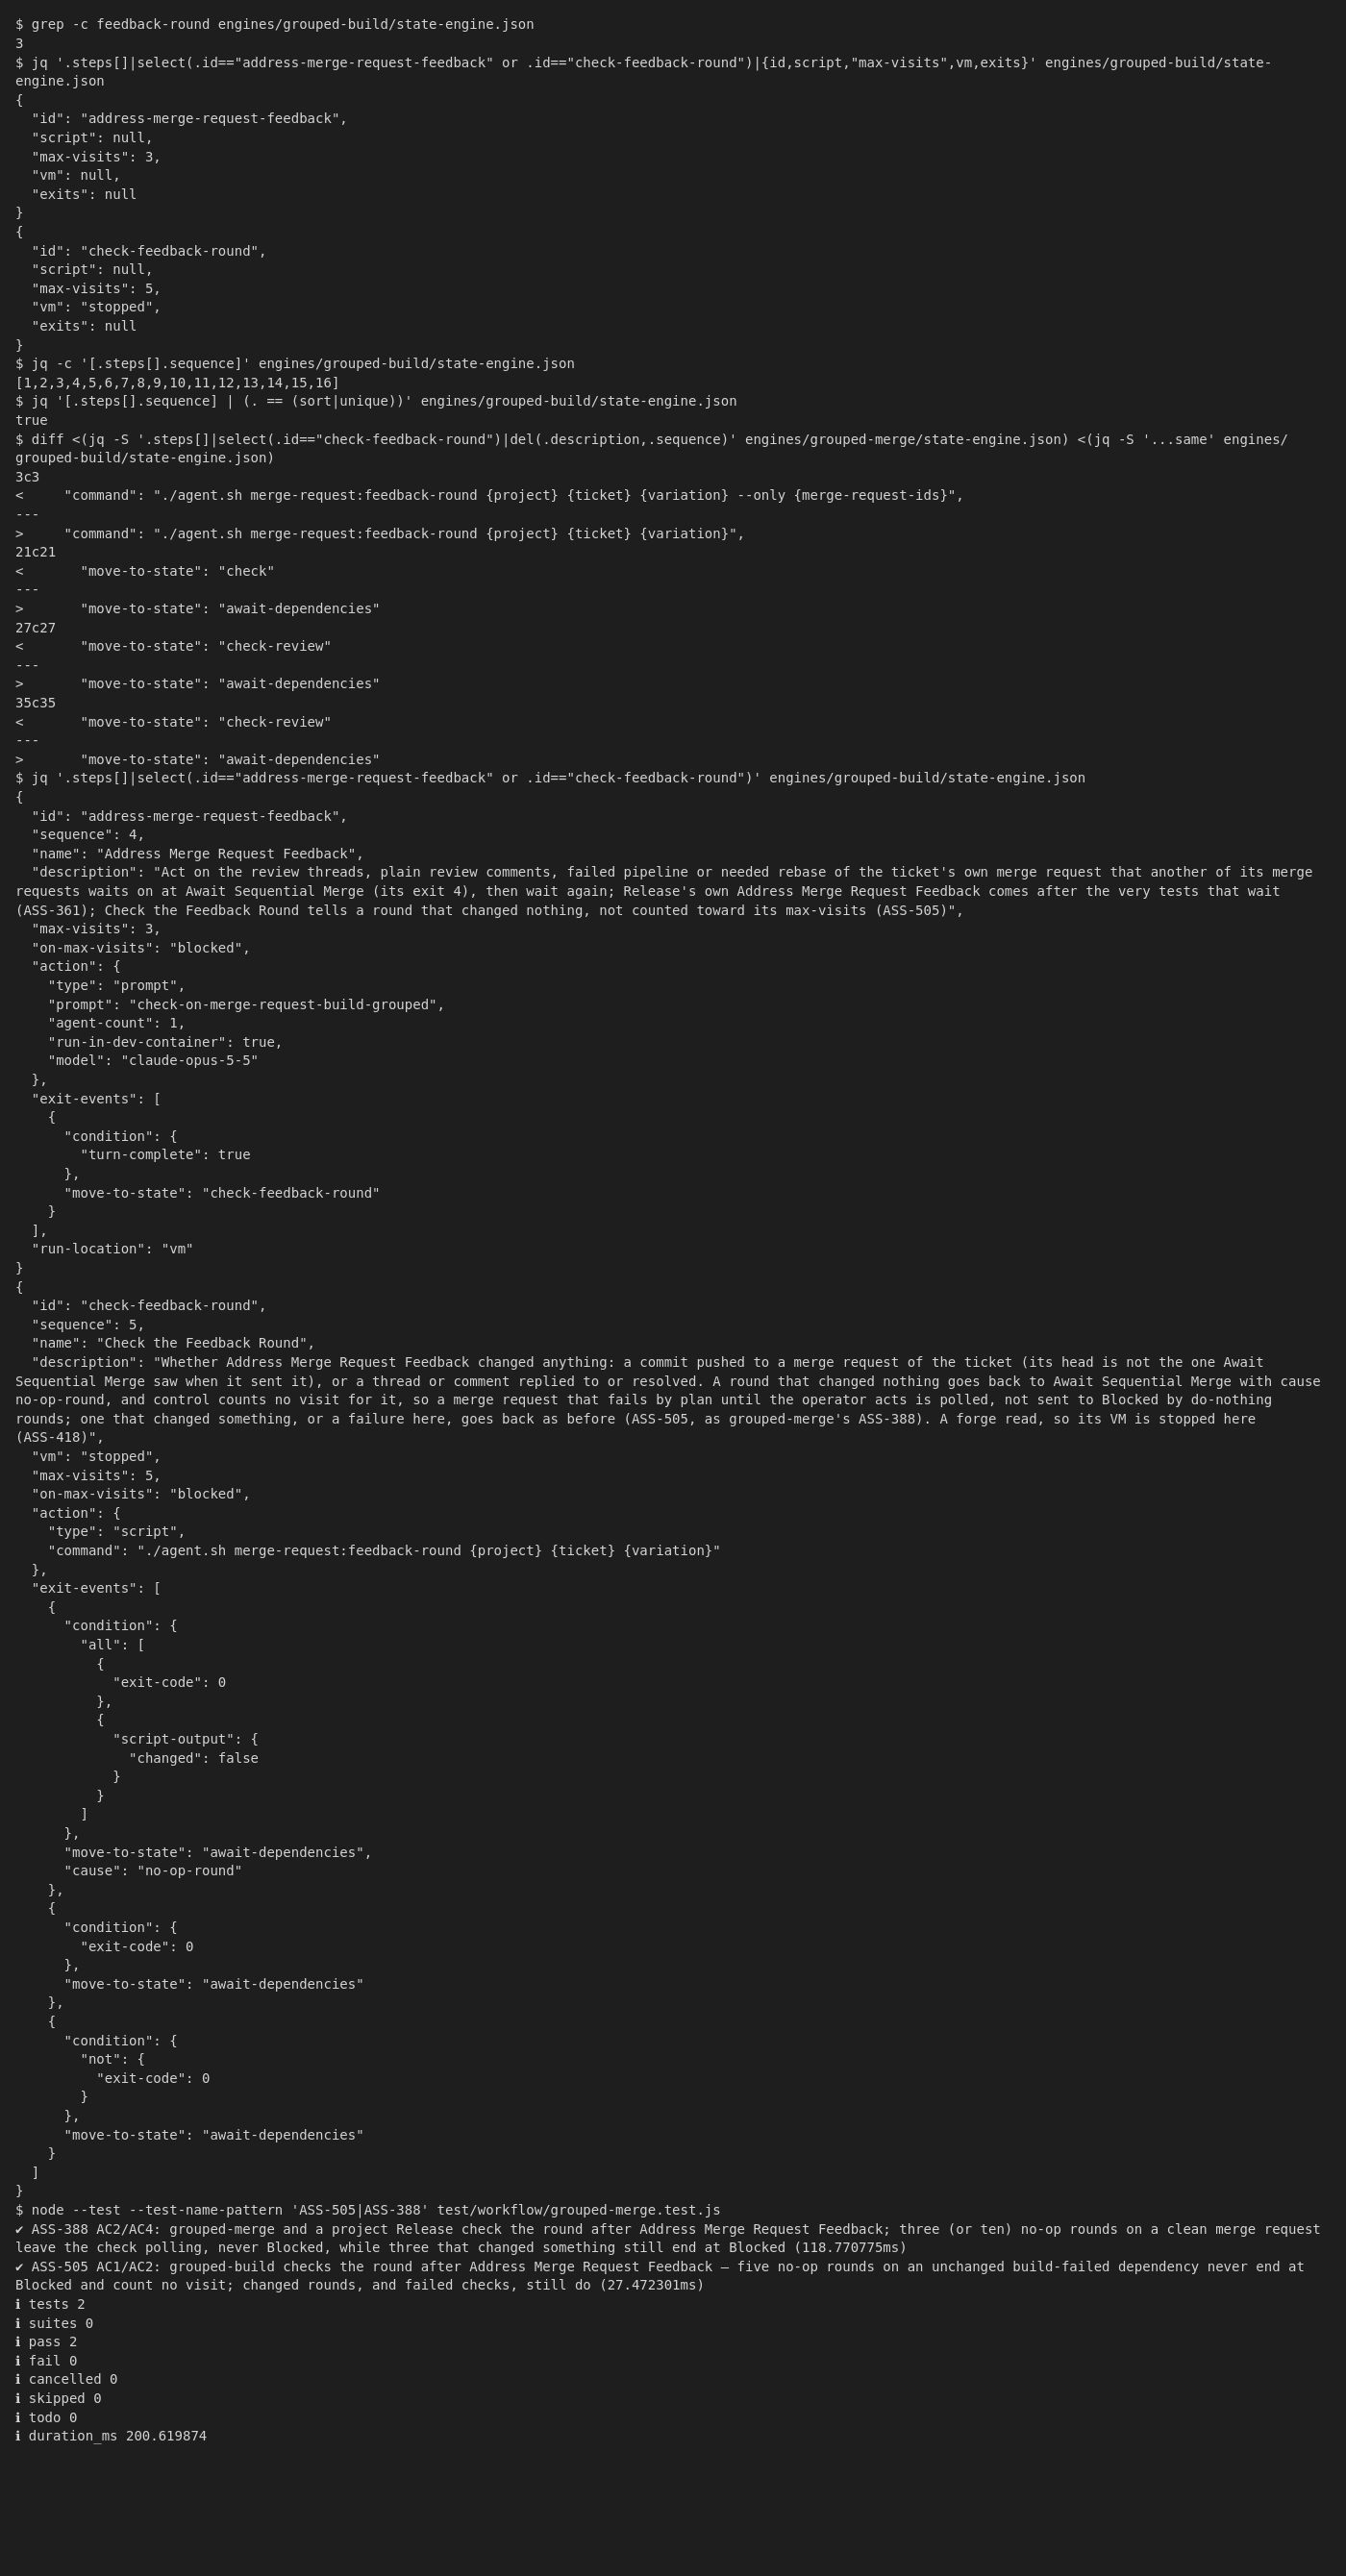 $ grep -c feedback-round engines/grouped-build/state-engine.json
3
$ jq '.steps[]|select(.id=="address-merge-request-feedback" or .id=="check-feedback-round")|{id,script,"max-visits",vm,exits}' engines/grouped-build/state-
engine.json
{
  "id": "address-merge-request-feedback",
  "script": null,
  "max-visits": 3,
  "vm": null,
  "exits": null
}
{
  "id": "check-feedback-round",
  "script": null,
  "max-visits": 5,
  "vm": "stopped",
  "exits": null
}
$ jq -c '[.steps[].sequence]' engines/grouped-build/state-engine.json
[1,2,3,4,5,6,7,8,9,10,11,12,13,14,15,16]
$ jq '[.steps[].sequence] | (. == (sort|unique))' engines/grouped-build/state-engine.json
true
$ diff <(jq -S '.steps[]|select(.id=="check-feedback-round")|del(.description,.sequence)' engines/grouped-merge/state-engine.json) <(jq -S '...same' engines/
grouped-build/state-engine.json)
3c3
<     "command": "./agent.sh merge-request:feedback-round {project} {ticket} {variation} --only {merge-request-ids}",
---
>     "command": "./agent.sh merge-request:feedback-round {project} {ticket} {variation}",
21c21
<       "move-to-state": "check"
---
>       "move-to-state": "await-dependencies"
27c27
<       "move-to-state": "check-review"
---
>       "move-to-state": "await-dependencies"
35c35
<       "move-to-state": "check-review"
---
>       "move-to-state": "await-dependencies"
$ jq '.steps[]|select(.id=="address-merge-request-feedback" or .id=="check-feedback-round")' engines/grouped-build/state-engine.json
{
  "id": "address-merge-request-feedback",
  "sequence": 4,
  "name": "Address Merge Request Feedback",
  "description": "Act on the review threads, plain review comments, failed pipeline or needed rebase of the ticket's own merge request that another of its merge
requests waits on at Await Sequential Merge (its exit 4), then wait again; Release's own Address Merge Request Feedback comes after the very tests that wait
(ASS-361); Check the Feedback Round tells a round that changed nothing, not counted toward its max-visits (ASS-505)",
  "max-visits": 3,
  "on-max-visits": "blocked",
  "action": {
    "type": "prompt",
    "prompt": "check-on-merge-request-build-grouped",
    "agent-count": 1,
    "run-in-dev-container": true,
    "model": "claude-opus-5-5"
  },
  "exit-events": [
    {
      "condition": {
        "turn-complete": true
      },
      "move-to-state": "check-feedback-round"
    }
  ],
  "run-location": "vm"
}
{
  "id": "check-feedback-round",
  "sequence": 5,
  "name": "Check the Feedback Round",
  "description": "Whether Address Merge Request Feedback changed anything: a commit pushed to a merge request of the ticket (its head is not the one Await
Sequential Merge saw when it sent it), or a thread or comment replied to or resolved. A round that changed nothing goes back to Await Sequential Merge with cause
no-op-round, and control counts no visit for it, so a merge request that fails by plan until the operator acts is polled, not sent to Blocked by do-nothing
rounds; one that changed something, or a failure here, goes back as before (ASS-505, as grouped-merge's ASS-388). A forge read, so its VM is stopped here
(ASS-418)",
  "vm": "stopped",
  "max-visits": 5,
  "on-max-visits": "blocked",
  "action": {
    "type": "script",
    "command": "./agent.sh merge-request:feedback-round {project} {ticket} {variation}"
  },
  "exit-events": [
    {
      "condition": {
        "all": [
          {
            "exit-code": 0
          },
          {
            "script-output": {
              "changed": false
            }
          }
        ]
      },
      "move-to-state": "await-dependencies",
      "cause": "no-op-round"
    },
    {
      "condition": {
        "exit-code": 0
      },
      "move-to-state": "await-dependencies"
    },
    {
      "condition": {
        "not": {
          "exit-code": 0
        }
      },
      "move-to-state": "await-dependencies"
    }
  ]
}
$ node --test --test-name-pattern 'ASS-505|ASS-388' test/workflow/grouped-merge.test.js
✔ ASS-388 AC2/AC4: grouped-merge and a project Release check the round after Address Merge Request Feedback; three (or ten) no-op rounds on a clean merge request
leave the check polling, never Blocked, while three that changed something still end at Blocked (118.770775ms)
✔ ASS-505 AC1/AC2: grouped-build checks the round after Address Merge Request Feedback — five no-op rounds on an unchanged build-failed dependency never end at
Blocked and count no visit; changed rounds, and failed checks, still do (27.472301ms)
ℹ tests 2
ℹ suites 0
ℹ pass 2
ℹ fail 0
ℹ cancelled 0
ℹ skipped 0
ℹ todo 0
ℹ duration_ms 200.619874